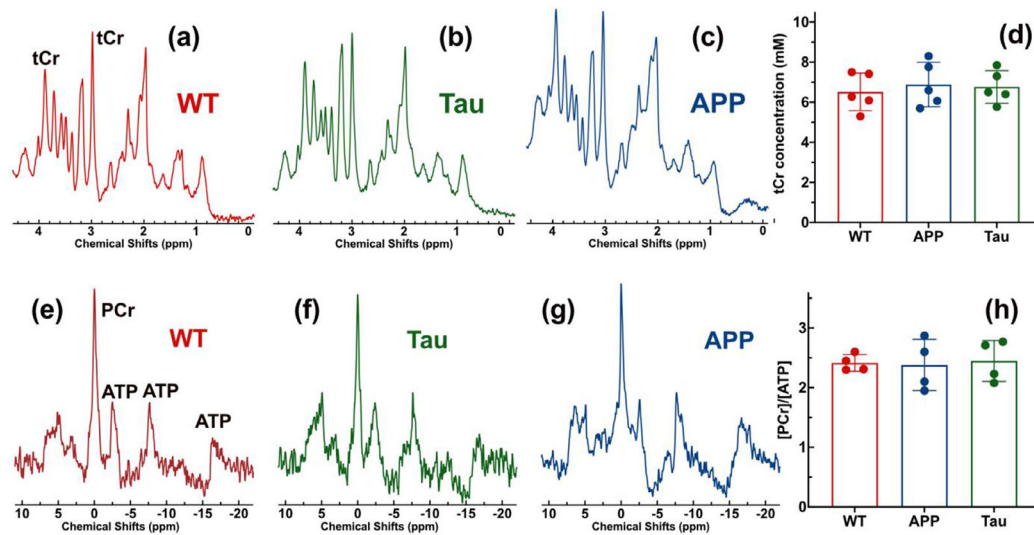 (a)
tCr
tCr
WT
4
3
2
1
0
Chemical Shifts (ppm)
(b)
Tau
4
3
2
1
0
Chemical Shifts (ppm)
(c)
APP
4
3
2
1
0
Chemical Shifts (ppm)
(d)
tCr concentration (mM)
10
8
6
4
2
0
WT
APP
Tau
(e)
PCr
WT
ATP
ATP
ATP
10
5
0
-5
-10
-15
-20
Chemical Shifts (ppm)
(f)
Tau
10
5
0
-5
-10
-15
-20
Chemical Shifts (ppm)
(g)
APP
10
5
0
-5
-10
-15
-20
Chemical Shifts (ppm)
(h)
[PCr]/[ATP]
3
2
1
0
WT
APP
Tau